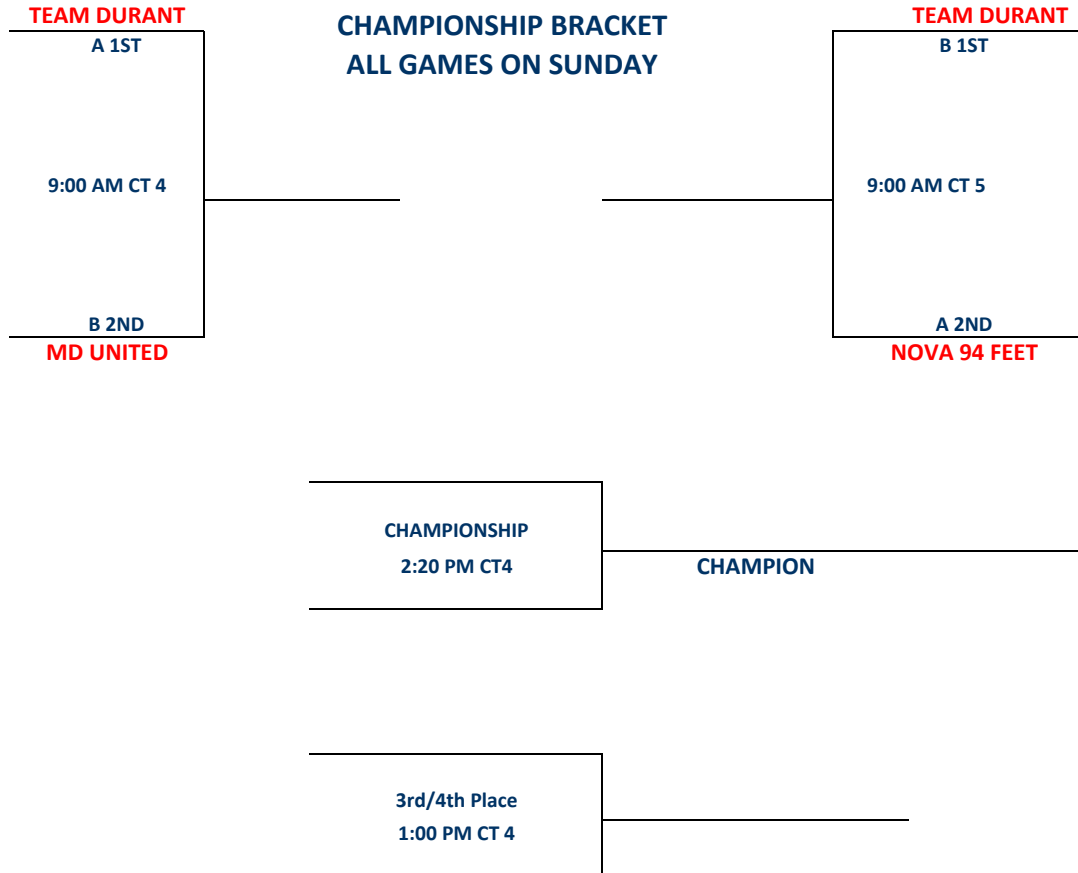 TEAM DURANT
A 1ST
9:00 AM CT 4
B 2ND
MD UNITED
CHAMPIONSHIP BRACKET
ALL GAMES ON SUNDAY
TEAM DURANT
B 1ST
9:00 AM CT 5
A 2ND
NOVA 94 FEET
CHAMPIONSHIP
2:20 PM CT4
CHAMPION
3rd/4th Place
1:00 PM CT 4